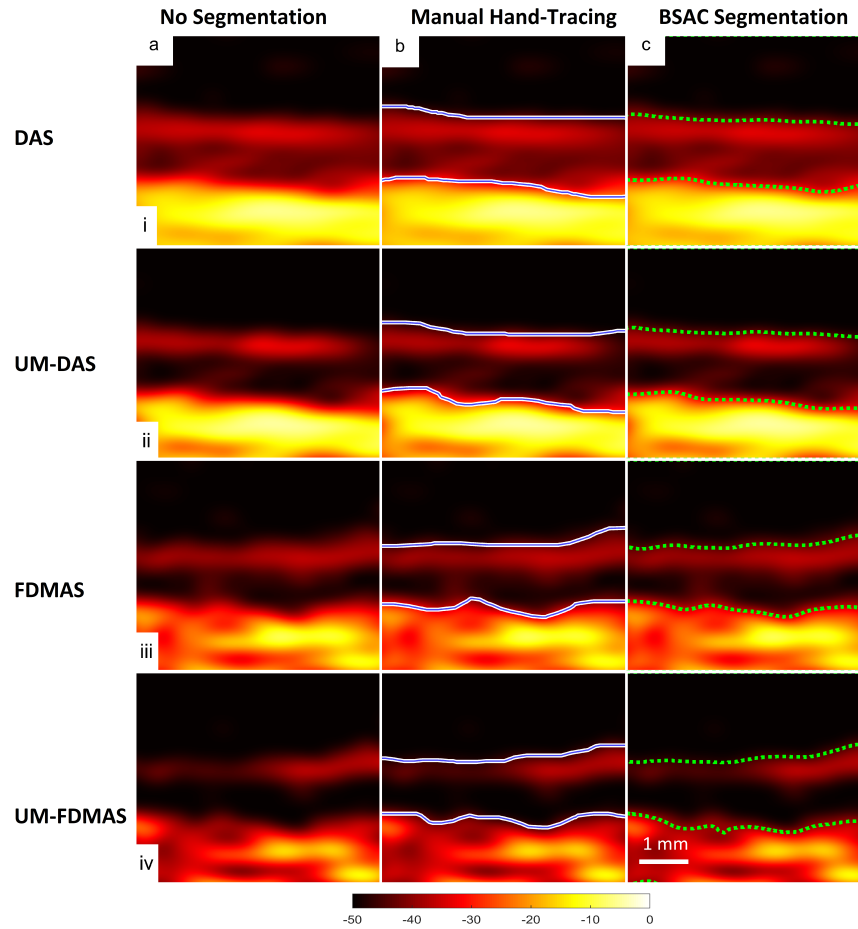 No Segmentation Manual Hand-Tracing BSAC Segmentation
a b c
DAS
i
UM-DAS
ii
FDMAS
iii
UM-FDMAS
1 mm
iv
-50 -40 -30 -20 -10 0